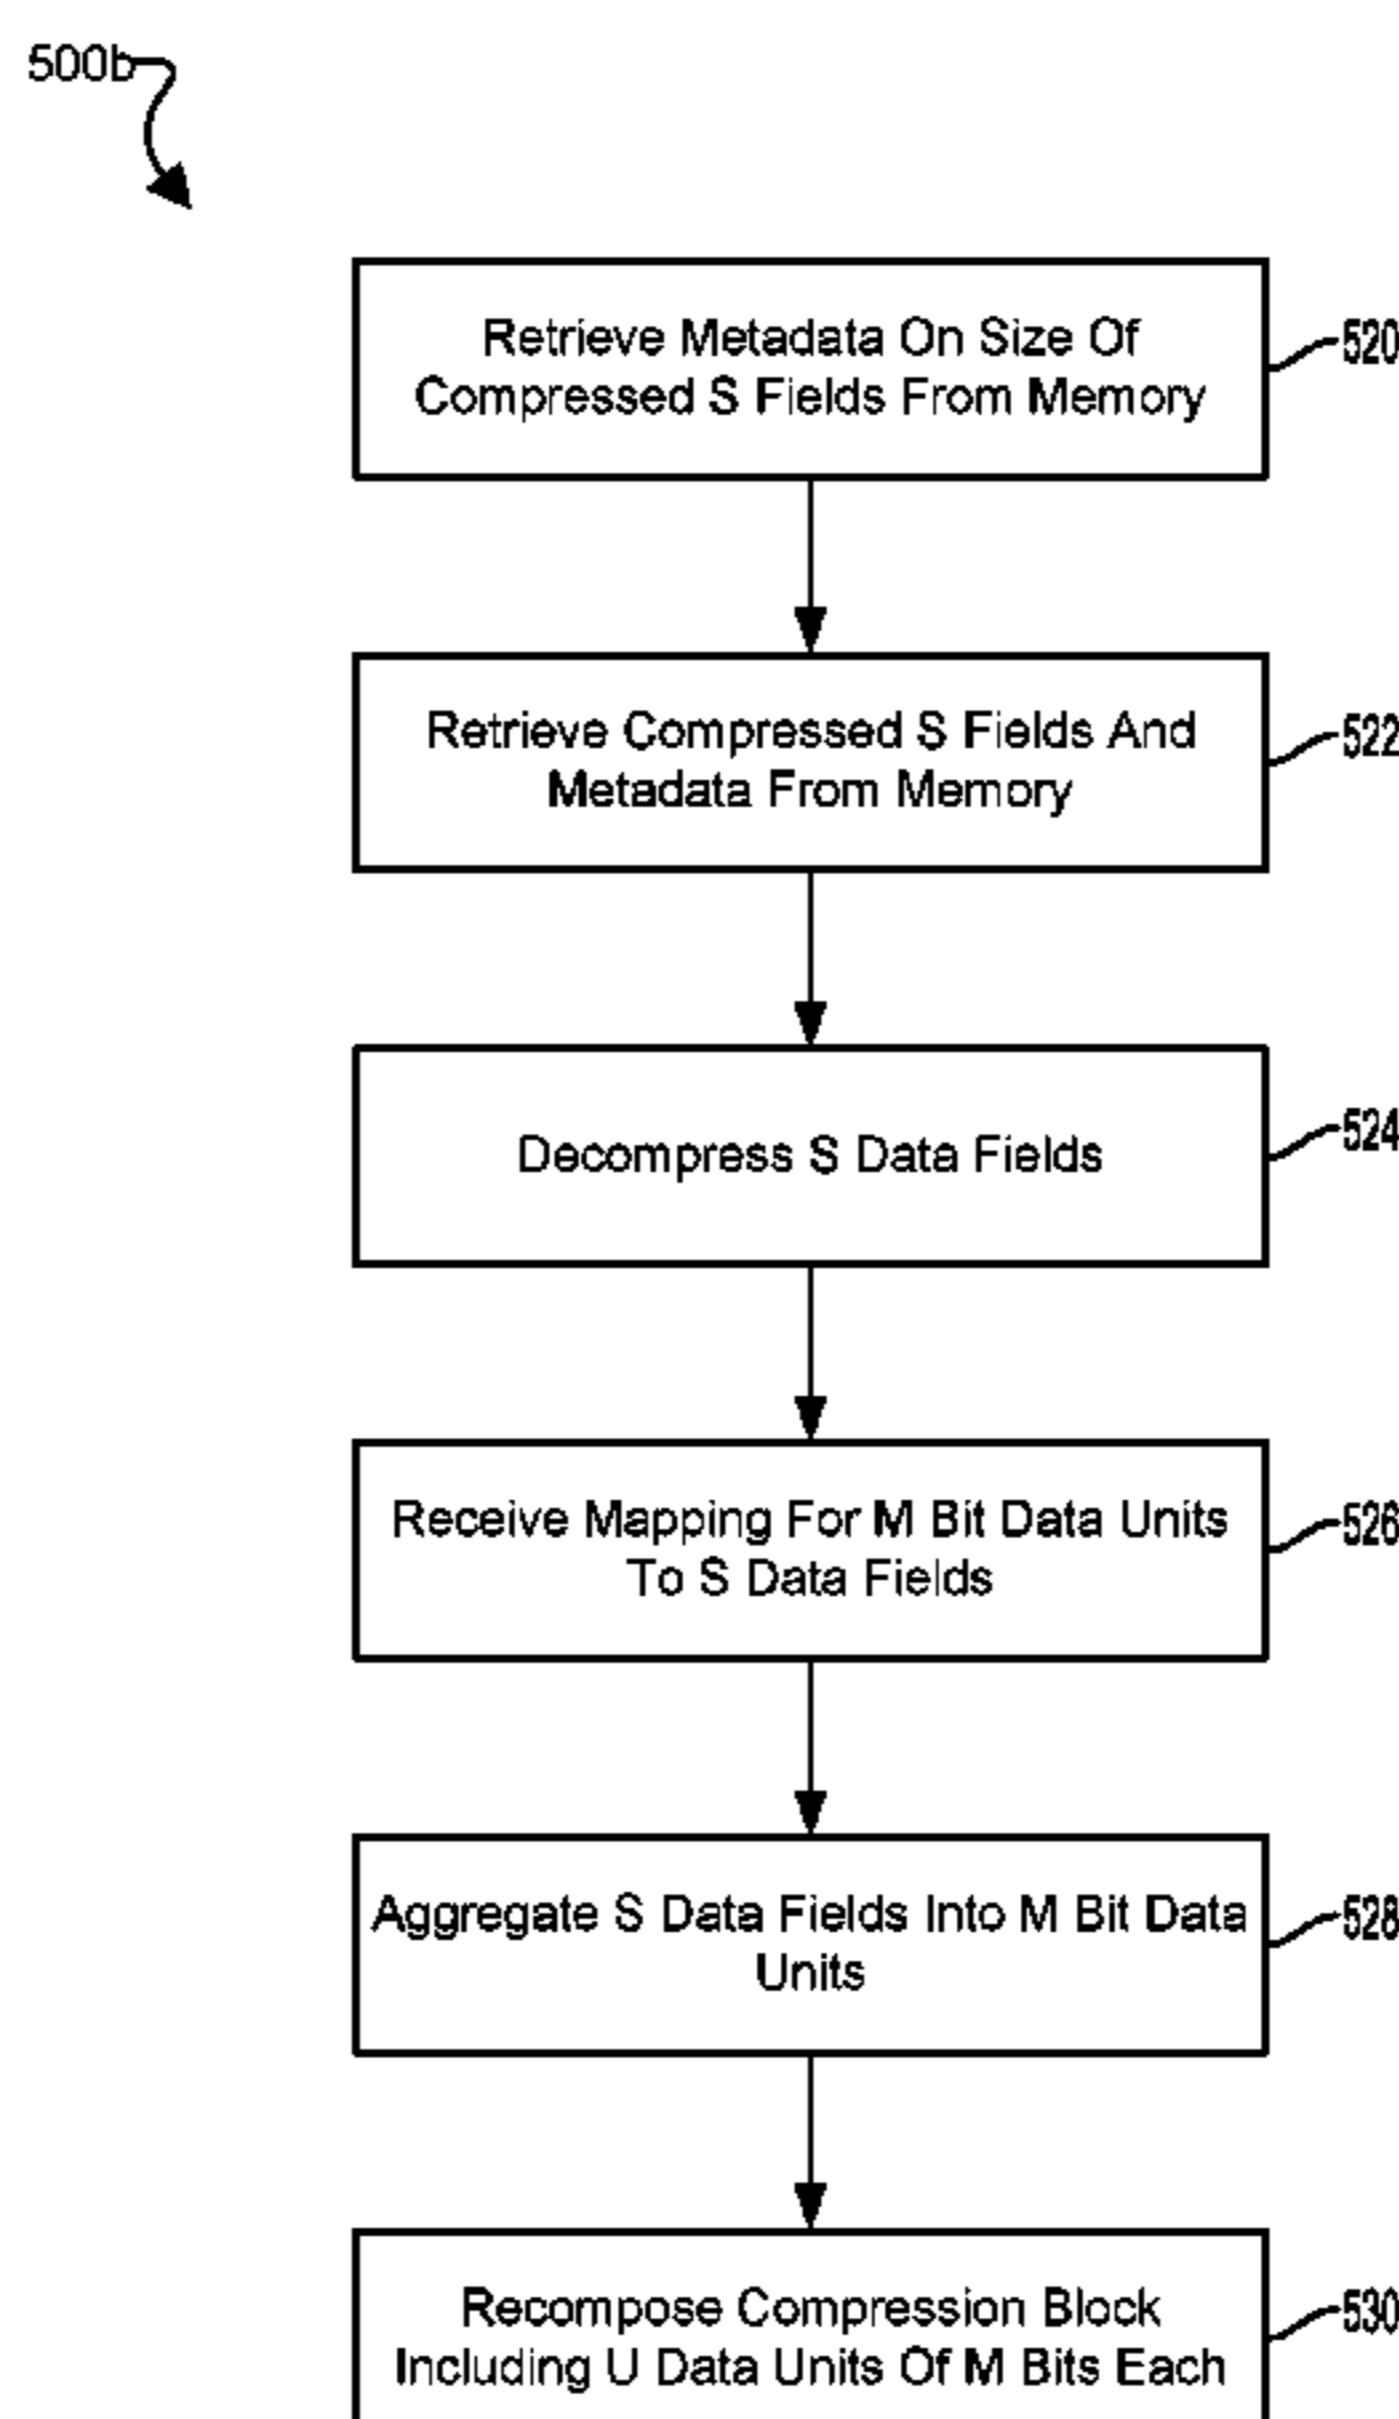 500b
Retrieve Metadata On Size Of
Compressed S Fields From Memory
520
Retrieve Compressed S Fields And
Metadata From Memory
522
Decompress S Data Fields
524
Receive Mapping For M Bit Data Units
To S Data Fields
526
Aggregate S Data Fields Into M Bit Data
Units
528
Recompose Compression Block
Including U Data Units Of M Bits Each
530